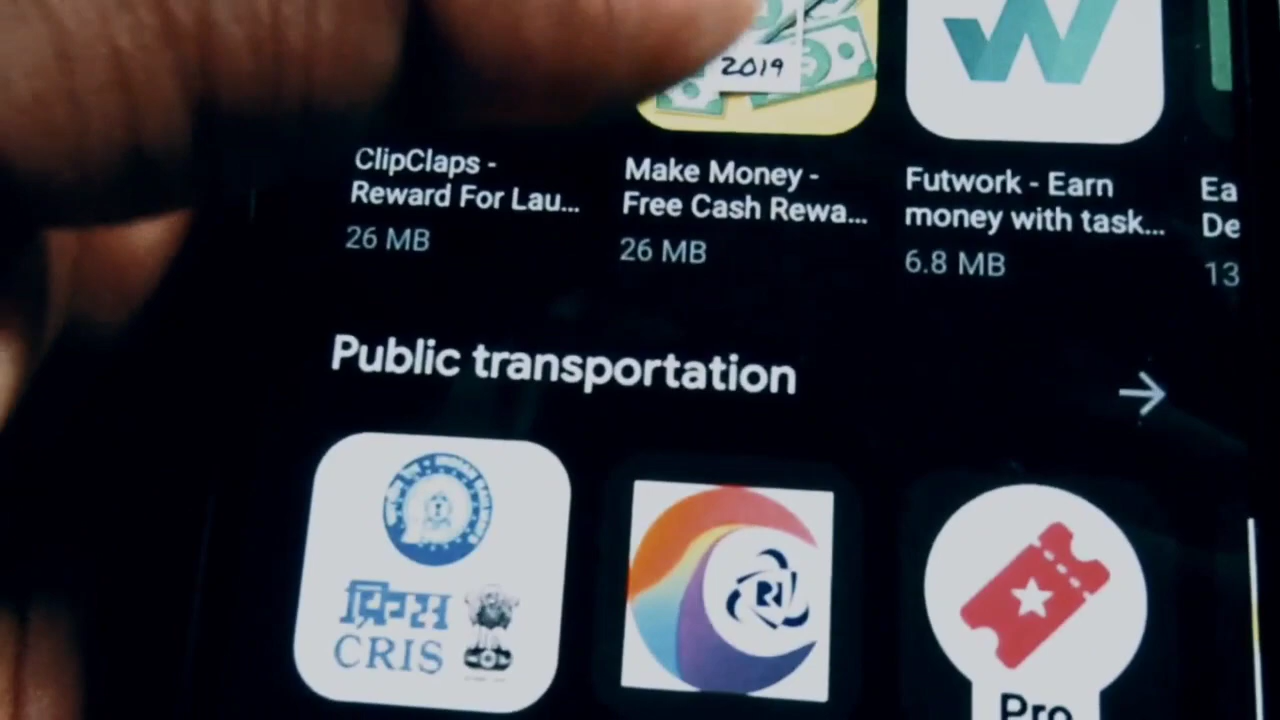 2019
ClipClaps -
Reward For Lau...
26 MB
Make Money -
Free Cash Rewa...
26 MB
Futwork - Earn
money with task...
6.8 MB
Ea
De
13
Public transportation
→
क्रिस
CRIS
Pro